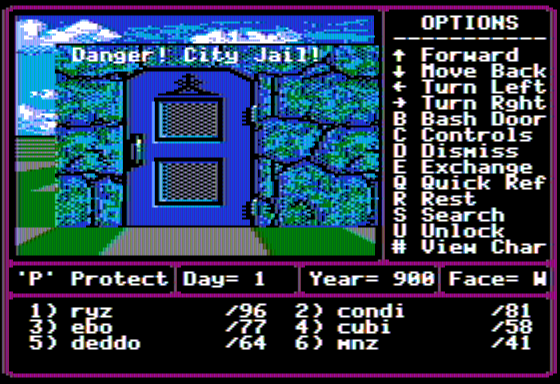 Danger! City Jail!
OPTIONS
------------
↑ Forward
↓ Move Back
← Turn Left
→ Turn Rght
B Bash Door
C Controls
D Dismiss
E Exchange
Q Quick Ref
R Rest
S Search
U Unlock
# View Char
'P' Protect Day= 1 Year= 900 Face= W
1) ryz /96 2) condi /81
3) ebo /77 4) cubi /58
5) deddo /64 6) mnz /41